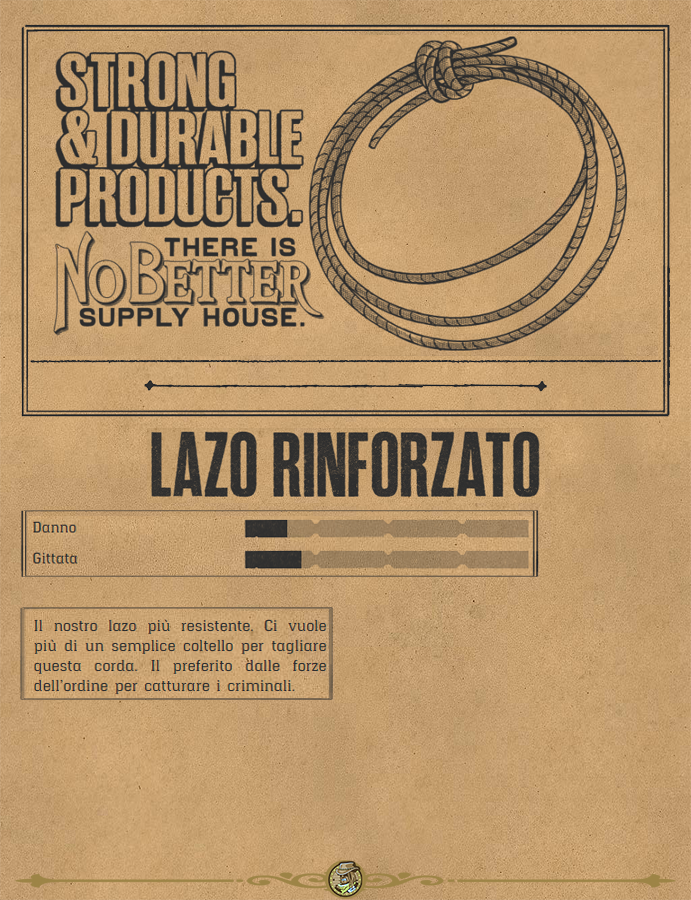 STRONG
& DURABLE
PRODUCTS.
THERE IS
NO BETTER
SUPPLY HOUSE.
LAZO RINFORZATO
Danno
Gittata
Il nostro lazo più resistente. Ci vuole
più di un semplice coltello per tagliare
questa corda. Il preferito dalle forze
dell'ordine per catturare i criminali.